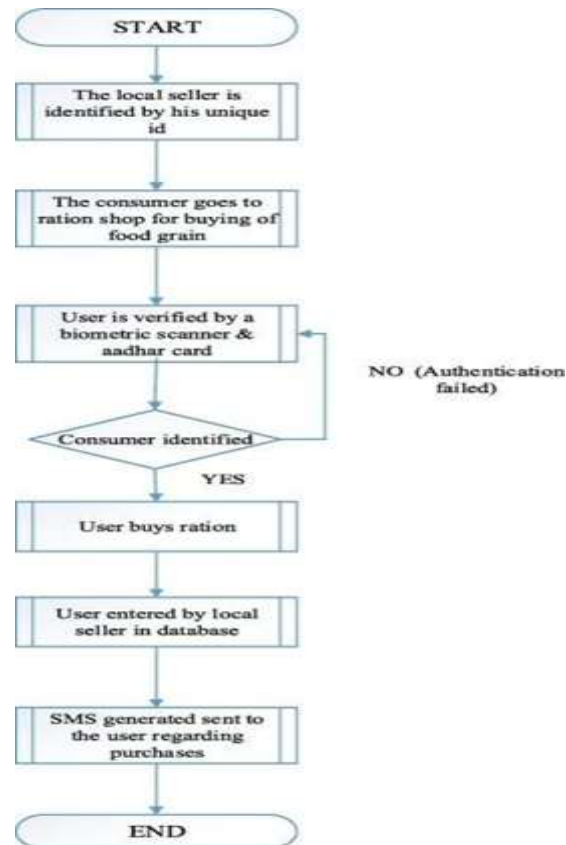 START
The local seller is
identified by his unique
id
The consumer goes to
ration shop for buying of
food grain
User is verified by a
biometric scanner &
aadhar card
NO (Authentication
failed)
Consumer identified
YES
User buys ration
User entered by local
seller in database
SMS generated sent to
the user regarding
purchases
END